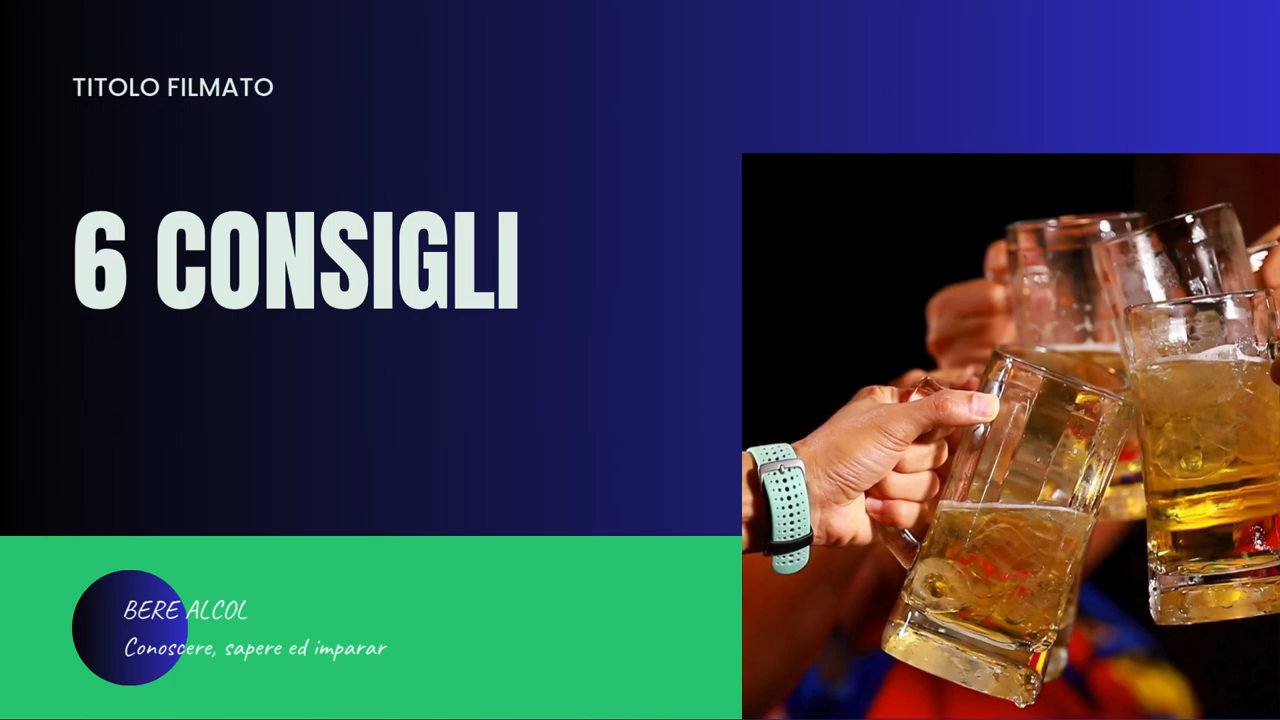 TITOLO FILMATO
6 CONSIGLI
BERE ALCOL
Conoscere, sapere ed imparar